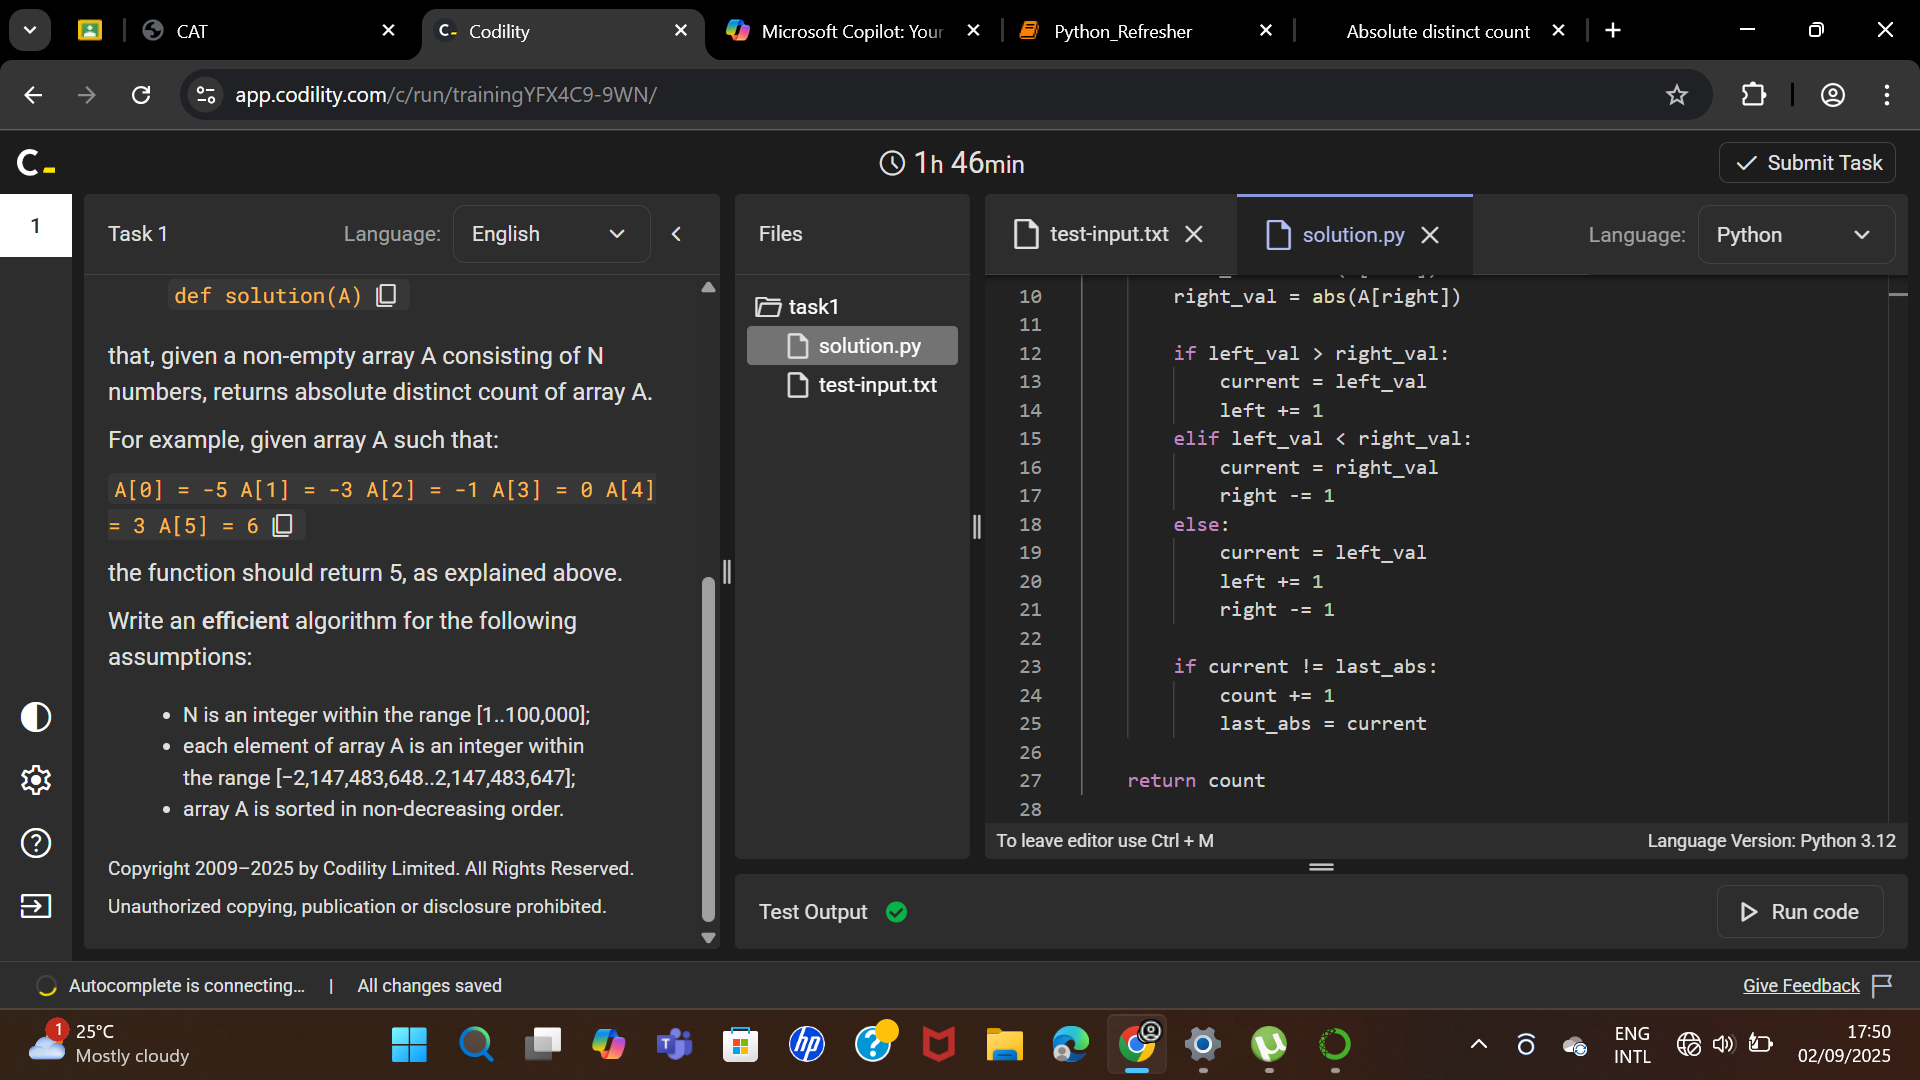 CAT
C- Codility
Microsoft Copilot: Your
Python_Refresher
Absolute distinct count
app.codility.com/c/run/trainingYFX4C9-9WN/
C-
1h 46min
Submit Task
1
Task 1
Language:
English
Files
test-input.txt
solution.py
Language:
Python
def solution(A)
that, given a non-empty array A consisting of N
numbers, returns absolute distinct count of array A.
For example, given array A such that:
A[0] = -5 A[1] = -3 A[2] = -1 A[3] = 0 A[4]
= 3 A[5] = 6
the function should return 5, as explained above.
Write an efficient algorithm for the following
assumptions:
• N is an integer within the range [1..100,000];
• each element of array A is an integer within
the range [−2,147,483,648..2,147,483,647];
• array A is sorted in non-decreasing order.
Copyright 2009–2025 by Codility Limited. All Rights Reserved.
Unauthorized copying, publication or disclosure prohibited.
task1
solution.py
test-input.txt
10 right_val = abs(A[right])
11
12 if left_val > right_val:
13 current = left_val
14 left += 1
15 elif left_val < right_val:
16 current = right_val
17 right -= 1
18 else:
19 current = left_val
20 left += 1
21 right -= 1
22
23 if current != last_abs:
24 count += 1
25 last_abs = current
26
27 return count
28
To leave editor use Ctrl + M
Language Version: Python 3.12
Test Output
Run code
Autocomplete is connecting... | All changes saved
Give Feedback
1
25°C
Mostly cloudy
hp
?
T
ENG
INTL
17:50
02/09/2025